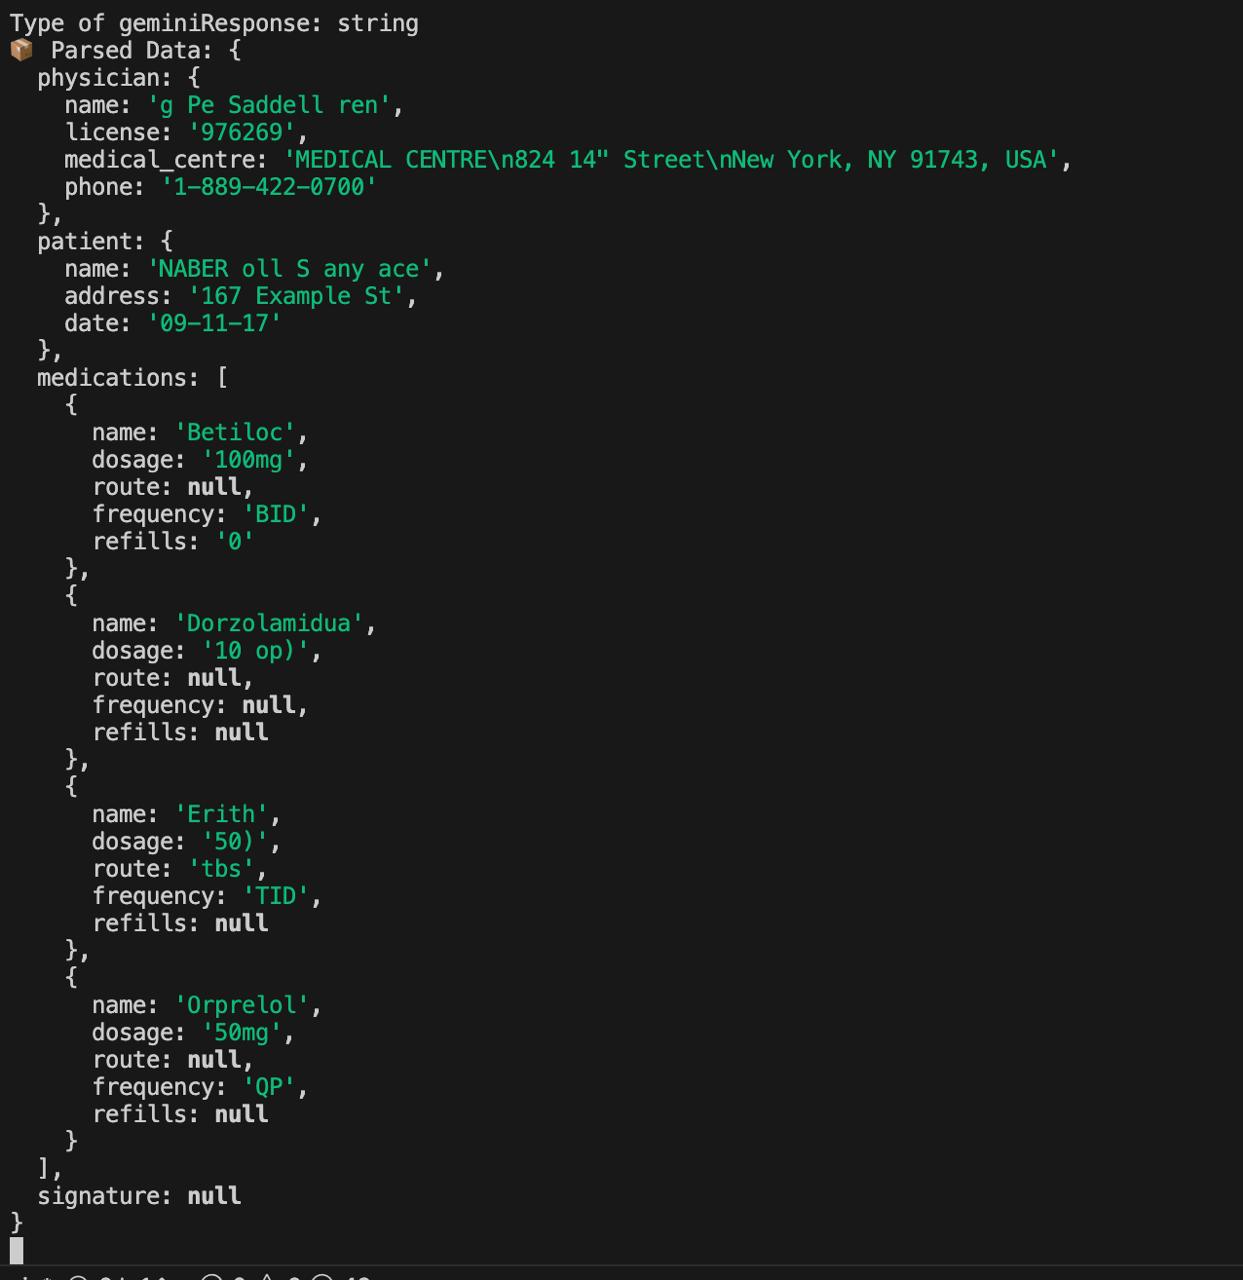 Type of geminiResponse: string
📦 Parsed Data: {
  physician: {
    name: 'g Pe Saddell ren',
    license: '976269',
    medical_centre: 'MEDICAL CENTRE\n824 14" Street\nNew York, NY 91743, USA',
    phone: '1-889-422-0700'
  },
  patient: {
    name: 'NABER oll S any ace',
    address: '167 Example St',
    date: '09-11-17'
  },
  medications: [
    {
      name: 'Betiloc',
      dosage: '100mg',
      route: null,
      frequency: 'BID',
      refills: '0'
    },
    {
      name: 'Dorzolamidua',
      dosage: '10 op)',
      route: null,
      frequency: null,
      refills: null
    },
    {
      name: 'Erith',
      dosage: '50)',
      route: 'tbs',
      frequency: 'TID',
      refills: null
    },
    {
      name: 'Orprelol',
      dosage: '50mg',
      route: null,
      frequency: 'QP',
      refills: null
    }
  ],
  signature: null
}